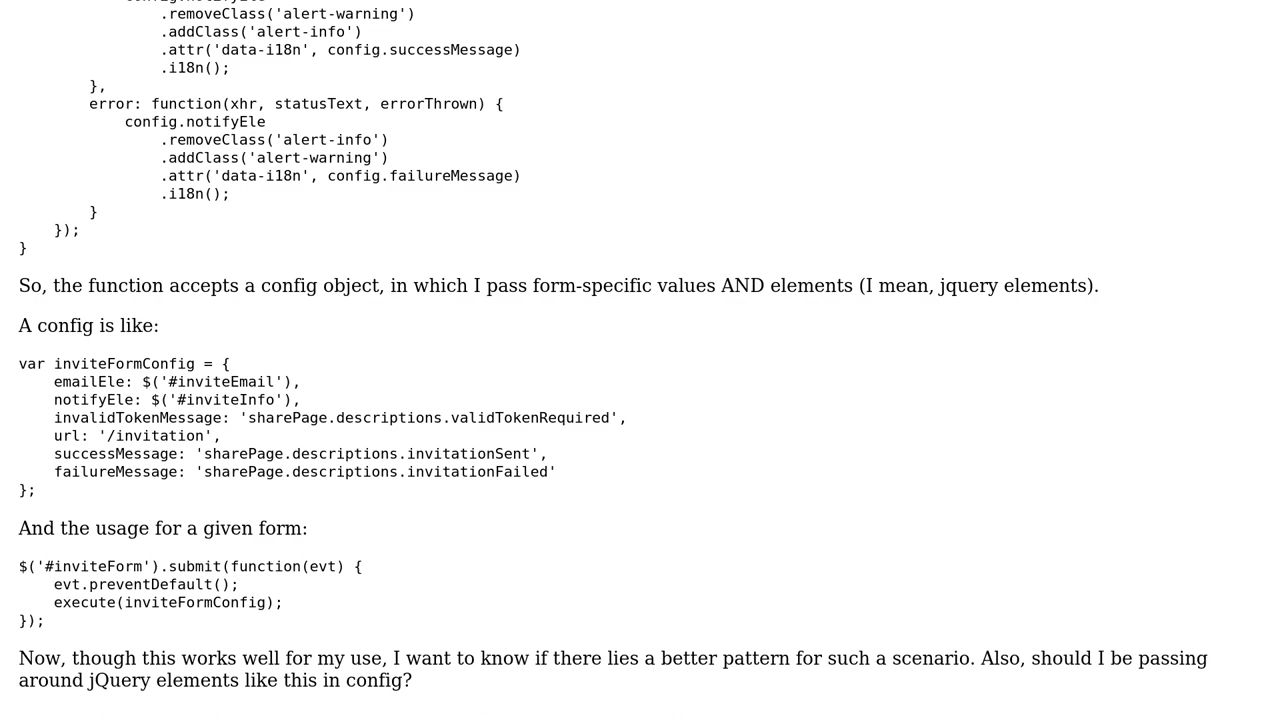 .removeClass('alert-warning')
.addClass('alert-info')
.attr('data-i18n', config.successMessage)
.i18n();
},
error: function(xhr, statusText, errorThrown) {
config.notifyEle
.removeClass('alert-info')
.addClass('alert-warning')
.attr('data-i18n', config.failureMessage)
.i18n();
}
});
}
So, the function accepts a config object, in which I pass form-specific values AND elements (I mean, jquery elements).
A config is like:
var inviteFormConfig = {
emailEle: $('#inviteEmail'),
notifyEle: $('#inviteInfo'),
invalidTokenMessage: 'sharePage.descriptions.validTokenRequired',
url: '/invitation',
successMessage: 'sharePage.descriptions.invitationSent',
failureMessage: 'sharePage.descriptions.invitationFailed'
};
And the usage for a given form:
$('#inviteForm').submit(function(evt) {
evt.preventDefault();
execute(inviteFormConfig);
});
Now, though this works well for my use, I want to know if there lies a better pattern for such a scenario. Also, should I be passing
around jQuery elements like this in config?